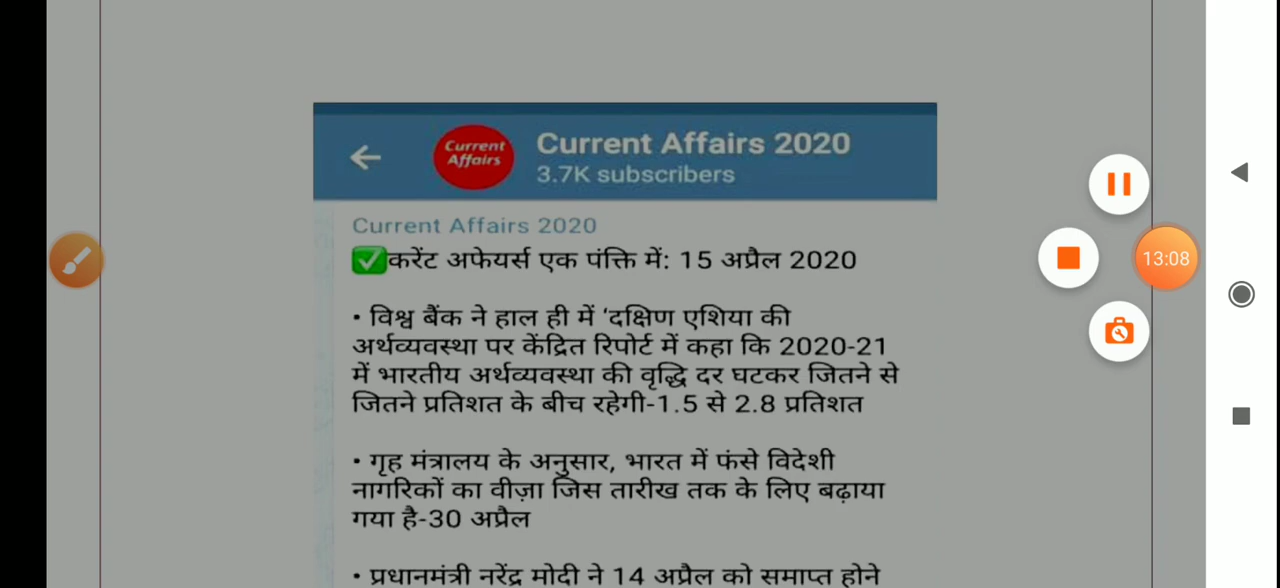 Current Affairs 2020
Current
Affairs
3.7K subscribers
Current Affairs 2020
✅करेंट अफेयर्स एक पंक्ति में: 15 अप्रैल 2020
• विश्व बैंक ने हाल ही में ‘दक्षिण एशिया की
अर्थव्यवस्था पर केंद्रित रिपोर्ट में कहा कि 2020-21
में भारतीय अर्थव्यवस्था की वृद्धि दर घटकर जितने से
जितने प्रतिशत के बीच रहेगी-1.5 से 2.8 प्रतिशत
• गृह मंत्रालय के अनुसार, भारत में फंसे विदेशी
नागरिकों का वीज़ा जिस तारीख तक के लिए बढ़ाया
गया है-30 अप्रैल
• प्रधानमंत्री नरेंद्र मोदी ने 14 अप्रैल को समाप्त होने
13:08